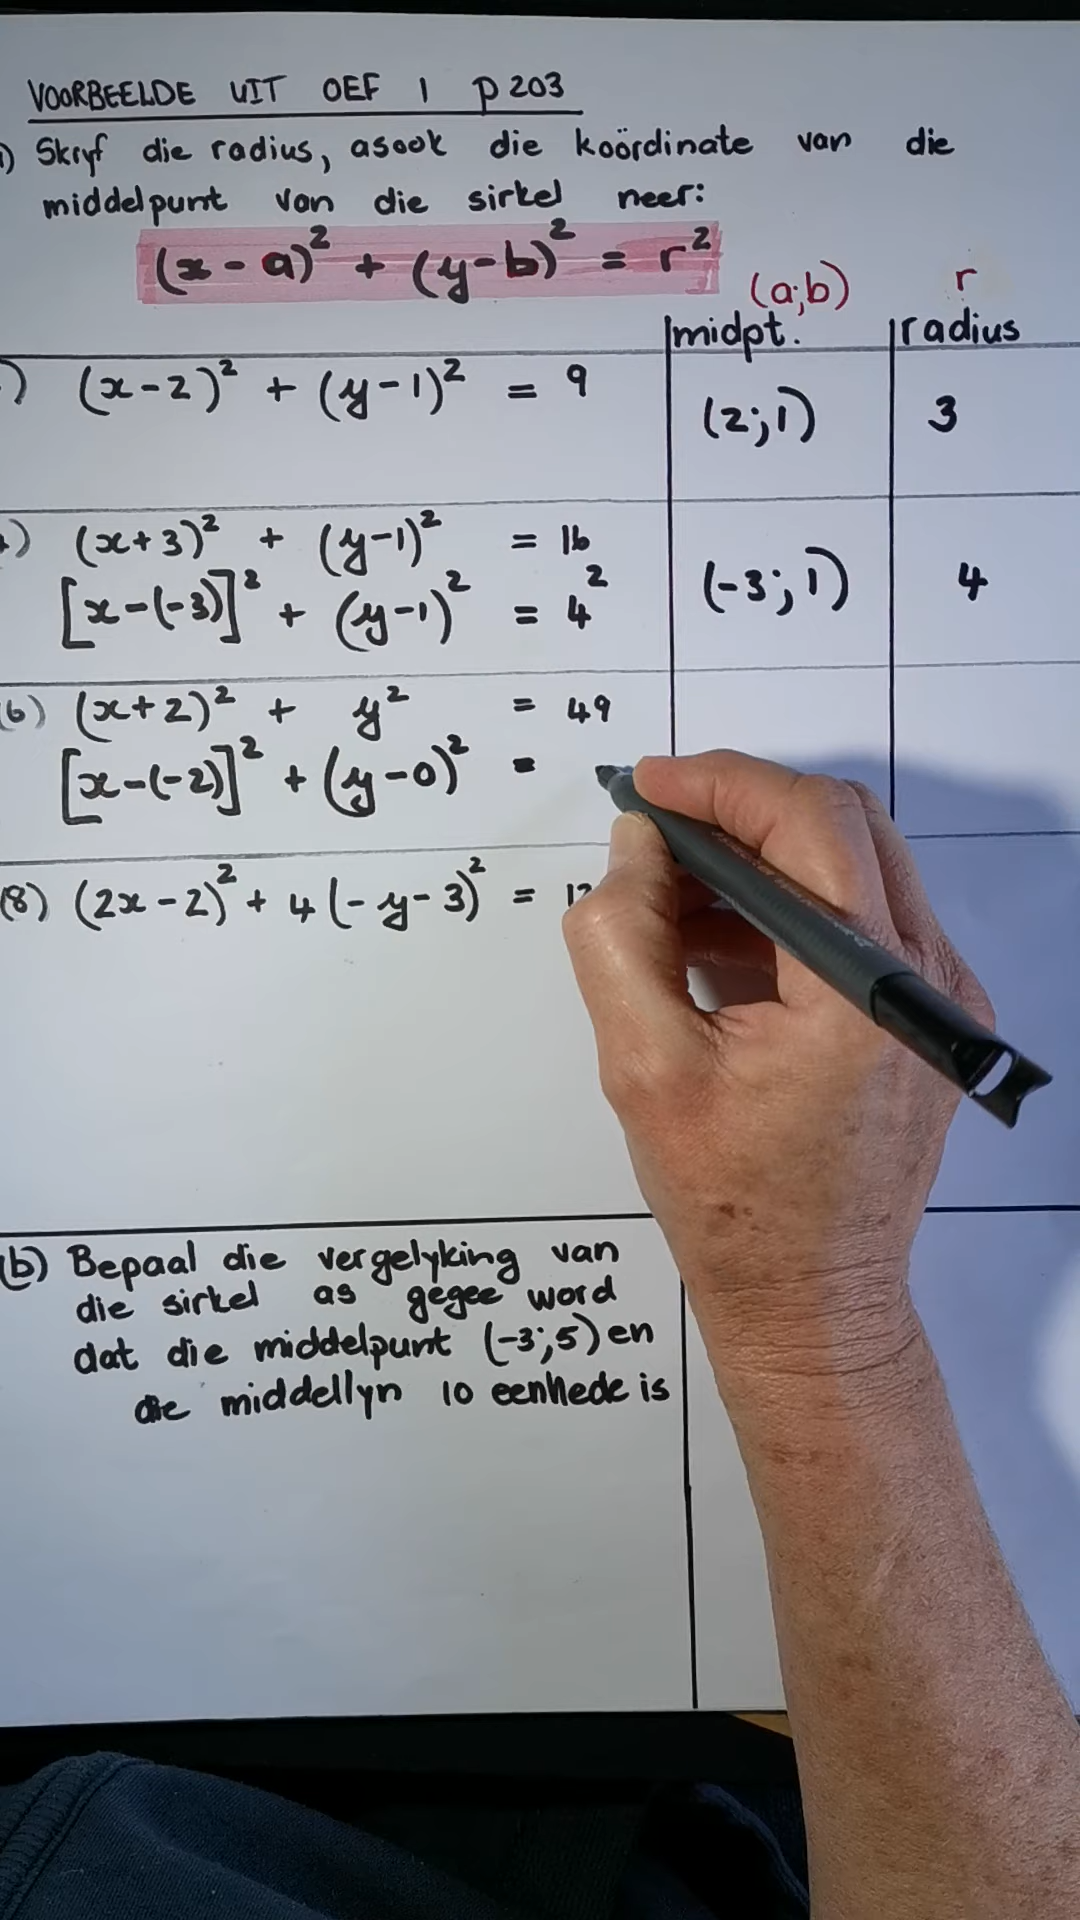 VOORBEELDE UIT OEF 1 p203
) Skryf die radius, asook die koördinate van die
middelpunt van die sirkel neer:
(x - a)² + (y - b)² = r²
(a;b) r
midpt. radius
) (x - 2)² + (y - 1)² = 9
(2;1) 3
) (x + 3)² + (y - 1)² = 16
[x - (-3)]² + (y - 1)² = 4²
(-3;1) 4
(6) (x + 2)² + y² = 49
[x - (-2)]² + (y - 0)² =
(8) (2x - 2)² + 4(-y - 3)² =
(b) Bepaal die vergelyking van
die sirkel as gegee word
dat die middelpunt (-3;5) en
die middellyn 10 eenhede is